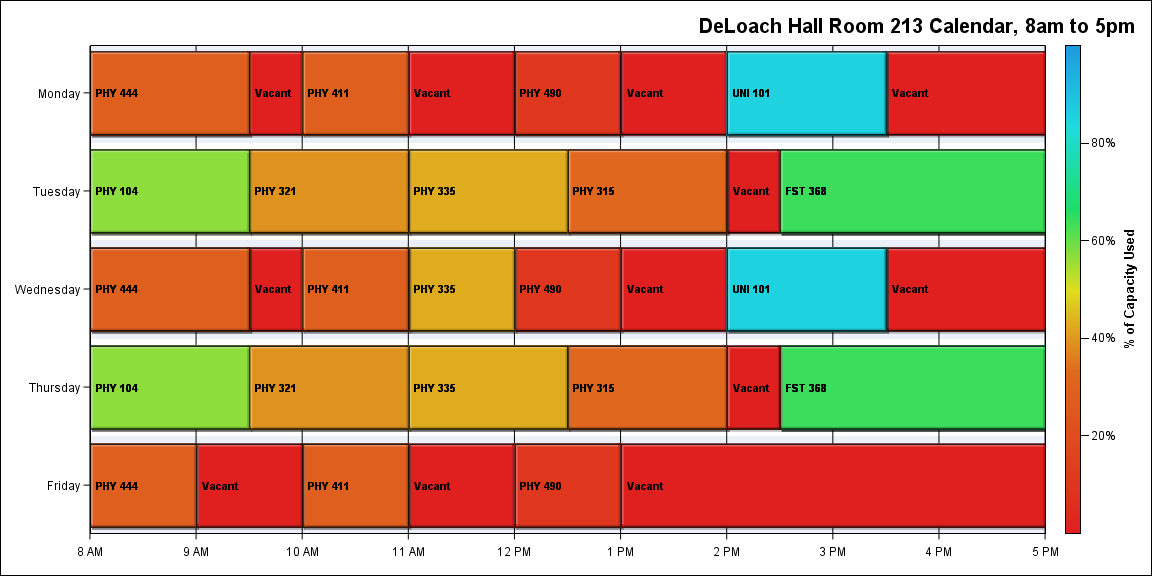 DeLoach Hall Room 213 Calendar, 8am to 5pm
Monday
PHY 444
Vacant
PHY 411
Vacant
PHY 490
Vacant
UNI 101
Vacant
Tuesday
PHY 104
PHY 321
PHY 335
PHY 315
Vacant
FST 368
Wednesday
PHY 444
Vacant
PHY 411
PHY 335
PHY 490
Vacant
UNI 101
Vacant
Thursday
PHY 104
PHY 321
PHY 335
PHY 315
Vacant
FST 368
Friday
PHY 444
Vacant
PHY 411
Vacant
PHY 490
Vacant
8 AM
9 AM
10 AM
11 AM
12 PM
1 PM
2 PM
3 PM
4 PM
5 PM
80%
60%
40%
20%
% of Capacity Used